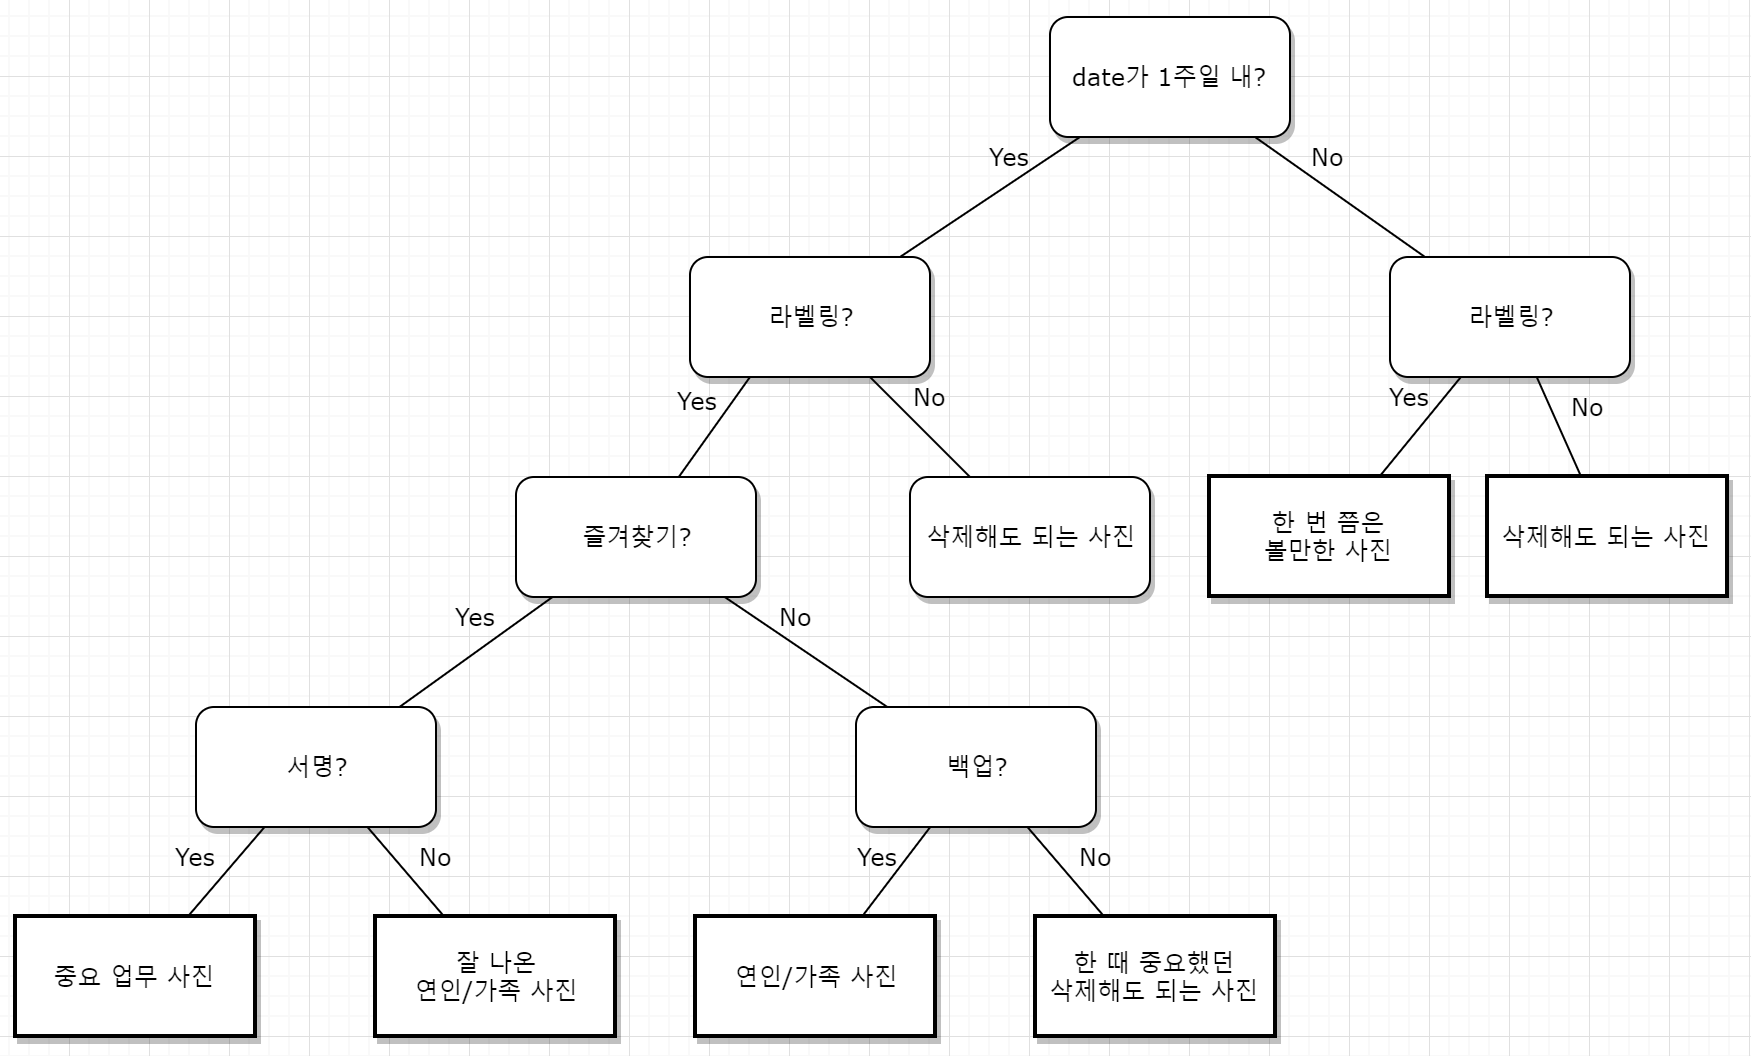 date가 1주일 내?
Yes
No
라벨링?
라벨링?
Yes
No
Yes
No
즐겨찾기?
삭제해도 되는 사진
한 번 쯤은
볼만한 사진
삭제해도 되는 사진
Yes
No
서명?
백업?
Yes
No
Yes
No
중요 업무 사진
잘 나온
연인/가족 사진
연인/가족 사진
한 때 중요했던
삭제해도 되는 사진